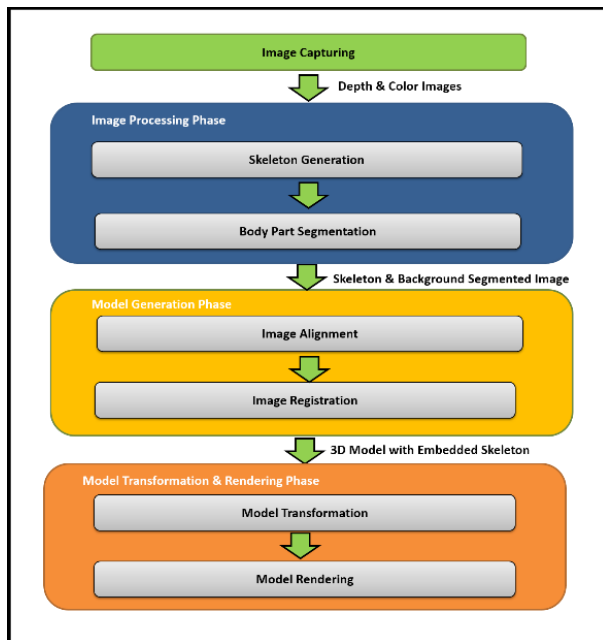 Image Capturing
Depth & Color Images
Image Processing Phase
Skeleton Generation
Body Part Segmentation
Skeleton & Background Segmented Image
Model Generation Phase
Image Alignment
Image Registration
3D Model with Embedded Skeleton
Model Transformation & Rendering Phase
Model Transformation
Model Rendering